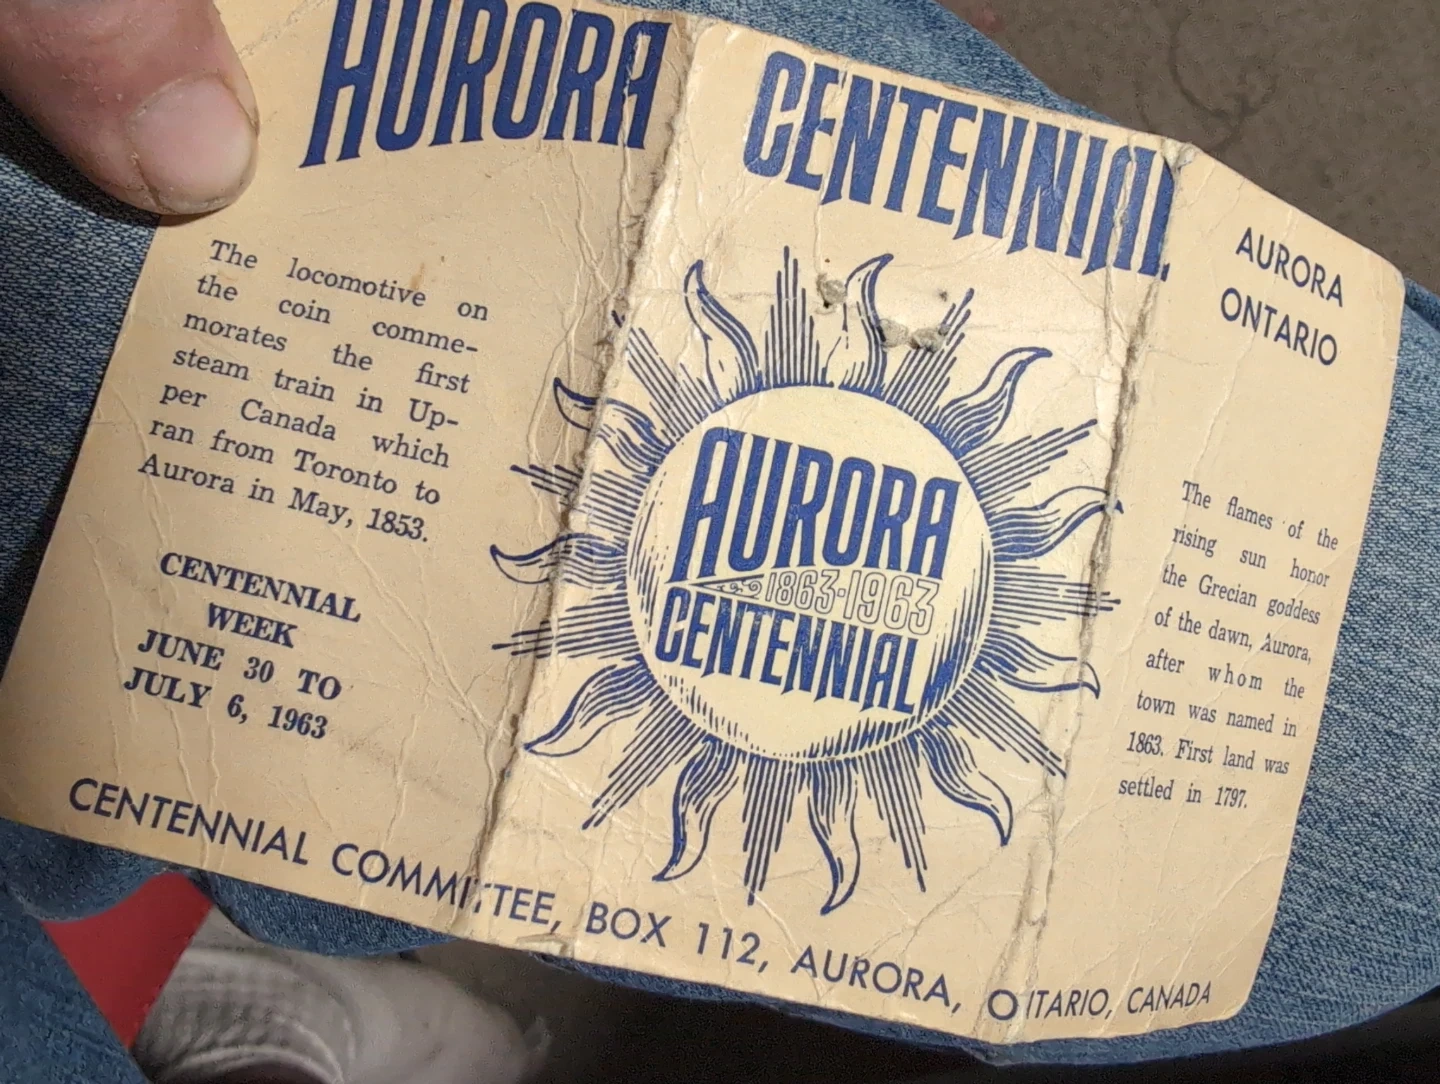 AURORA CENTENNIAL
The locomotive on
the coin comme-
morates the first
steam train in Up-
per Canada which
ran from Toronto to
Aurora in May, 1853.
CENTENNIAL
WEEK
JUNE 30 TO
JULY 6, 1963
AURORA
1863-1963
CENTENNIAL
AURORA
ONTARIO
The flames of the
rising sun honor
the Grecian goddess
of the dawn, Aurora,
after whom the
town was named in
1863. First land was
settled in 1797.
CENTENNIAL COMMITTEE, BOX 112, AURORA, ONTARIO, CANADA